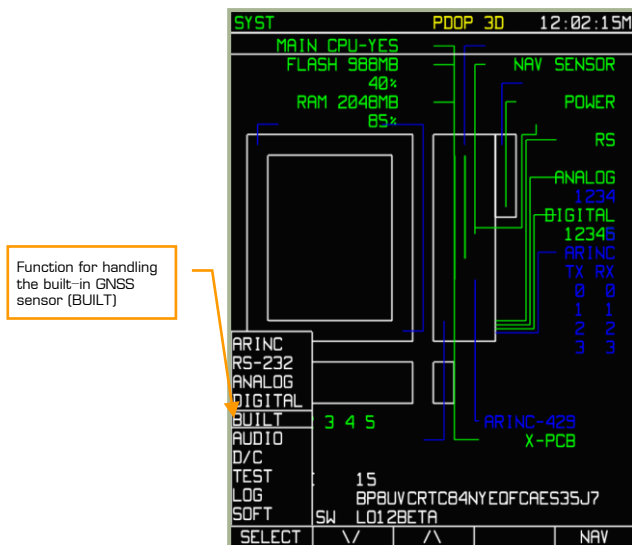 SYST PDOP 3D 12:02:15M
MAIN CPU-YES
FLASH 988MB NAV SENSOR
40%
RAM 2048MB POWER
85%
RS
ANALOG
1234
DIGITAL
12345
ARINC
TX RX
0 0
1 1
2 2
3 3
Function for handling
the built-in GNSS
sensor (BUILT)
ARINC
RS-232
ANALOG
DIGITAL
BUILT 3 4 5 ARINC-429
AUDIO X-PCB
D/C
TEST : 15
LOG BPBUVCRTC84NYEOFCAES35J7
SOFT SW L012BETA
SELECT \/ /\ NAV